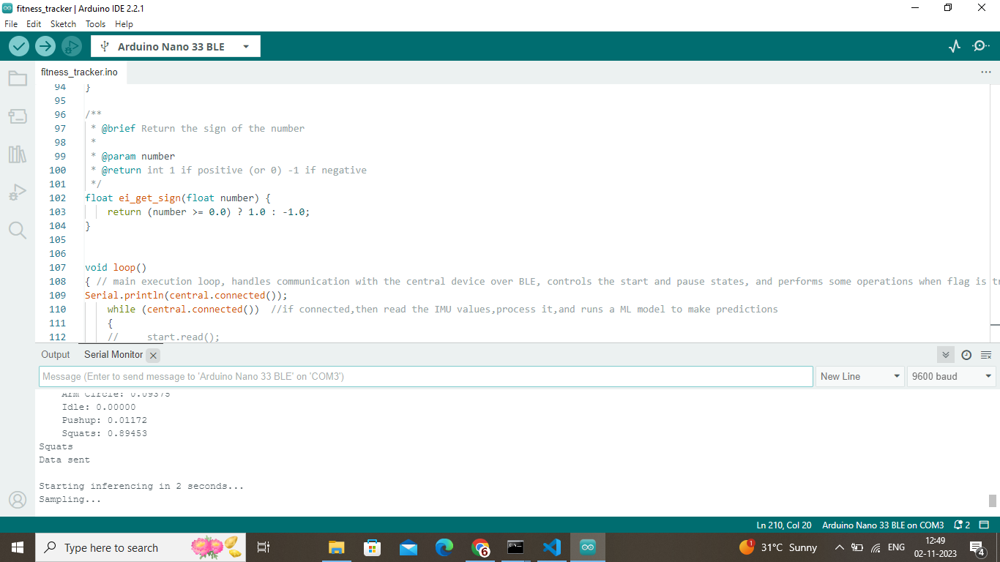 fitness_tracker | Arduino IDE 2.2.1
File Edit Sketch Tools Help
Arduino Nano 33 BLE
fitness_tracker.ino
94 }
95
96 /**
97 * @brief Return the sign of the number
98 *
99 * @param number
100 * @return int 1 if positive (or 0) -1 if negative
101 */
102 float ei_get_sign(float number) {
103 return (number >= 0.0) ? 1.0 : -1.0;
104 }
105
106
107 void loop()
108 { // main execution loop, handles communication with the central device over BLE, controls the start and pause states, and performs some operations when flag is
109 Serial.println(central.connected());
110 while (central.connected()) //if connected,then read the IMU values,process it,and runs a ML model to make predictions
111 {
112 // start.read();
Output Serial Monitor
Message (Enter to send message to 'Arduino Nano 33 BLE' on 'COM3') New Line 9600 baud
Arm Circle: 0.09375
Idle: 0.00000
Pushup: 0.01172
Squats: 0.89453
Squats
Data sent
Starting inferencing in 2 seconds...
Sampling...
Ln 210, Col 20 Arduino Nano 33 BLE on COM3 2
Type here to search 6 1 31°C Sunny ENG 12:49 02-11-2023 4